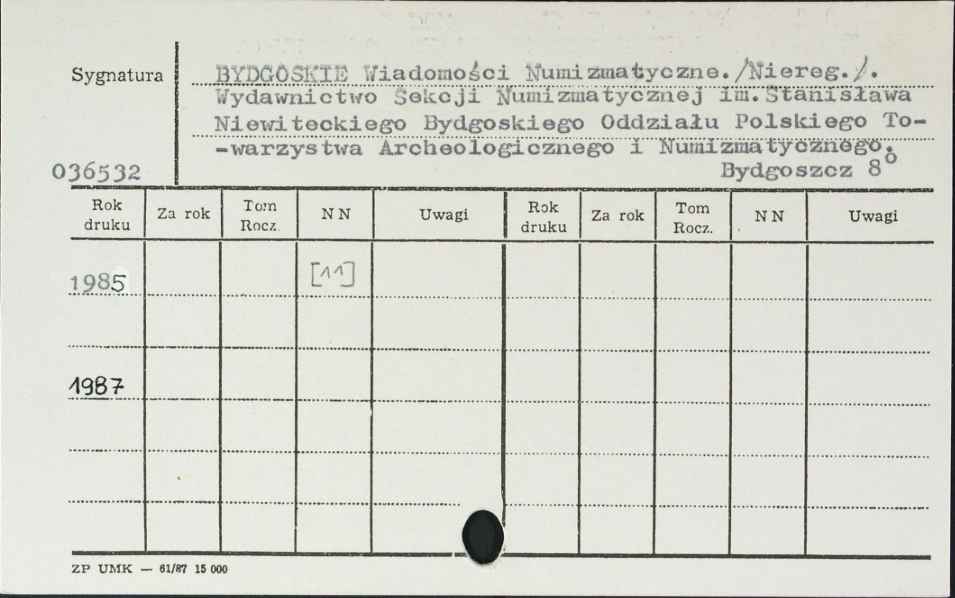 Sygnatura
BYDGOSKIE Wiadomości Numizmatyczne./Niereg./.
Wydawnictwo Sekcji Numizmatycznej im.Stanisława
Niewiteckiego Bydgoskiego Oddziału Polskiego To-
-warzystwa Archeologicznego i Numizmatycznego.
036532
Bydgoszcz 8°
Rok druku Za rok Tom Rocz. NN Uwagi Rok druku Za rok Tom Rocz. NN Uwagi
1985 [11]
1987
ZP UMK — 61/87 15 000